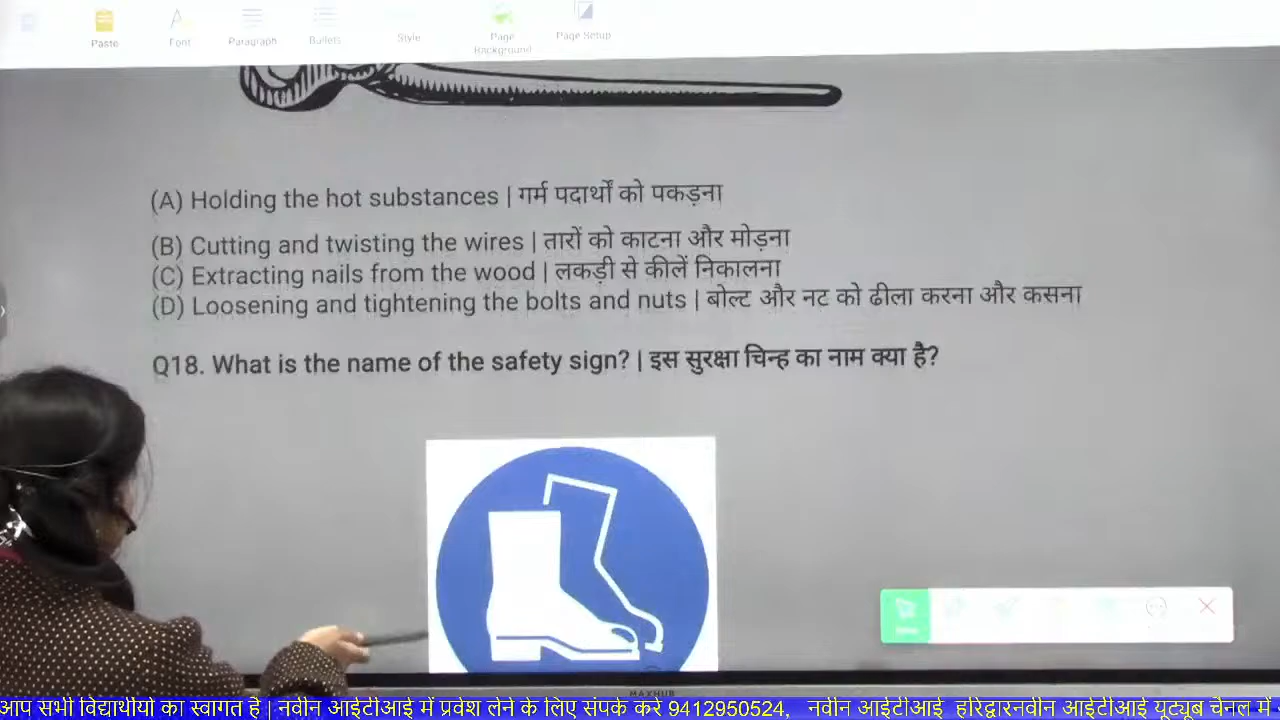 Paste
Font
Paragraph
Bullets
Style
Page Background
Page Setup
(A) Holding the hot substances | गर्म पदार्थों को पकड़ना
(B) Cutting and twisting the wires | तारों को काटना और मोड़ना
(C) Extracting nails from the wood | लकड़ी से कीलें निकालना
(D) Loosening and tightening the bolts and nuts | बोल्ट और नट को ढीला करना और कसना
Q18. What is the name of the safety sign? | इस सुरक्षा चिन्ह का नाम क्या है?
MAXHUB
आप सभी विद्यार्थीयो का स्वागत है | नवीन आईटीआई में प्रवेश लेने के लिए संपर्क करे 9412950524, नवीन आईटीआई हरिद्वारनवीन आईटीआई यूट्यूब चैनल में